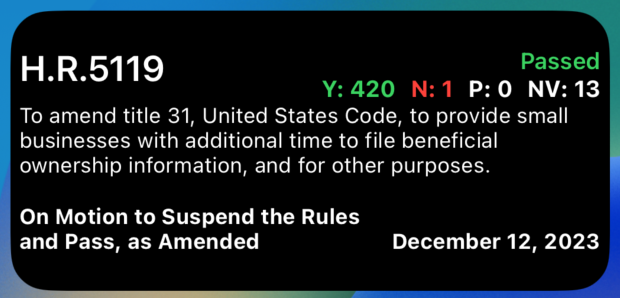 H.R.5119
Passed
Y: 420 N: 1 P: 0 NV: 13
To amend title 31, United States Code, to provide small
businesses with additional time to file beneficial
ownership information, and for other purposes.
On Motion to Suspend the Rules
and Pass, as Amended
December 12, 2023